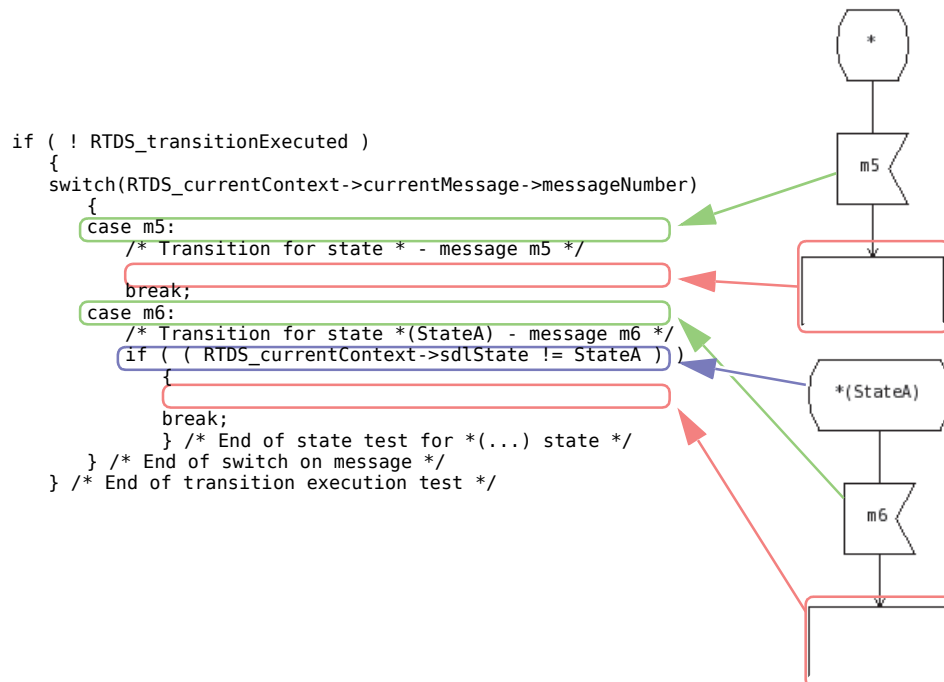 *
m5
if ( ! RTDS_transitionExecuted )
{
switch(RTDS_currentContext->currentMessage->messageNumber)
{
case m5:
/* Transition for state * - message m5 */
break;
case m6:
/* Transition for state *(StateA) - message m6 */
if ( ( RTDS_currentContext->sdlState != StateA ) )
{
break;
} /* End of state test for *(...) state */
} /* End of switch on message */
} /* End of transition execution test */
*(StateA)
m6